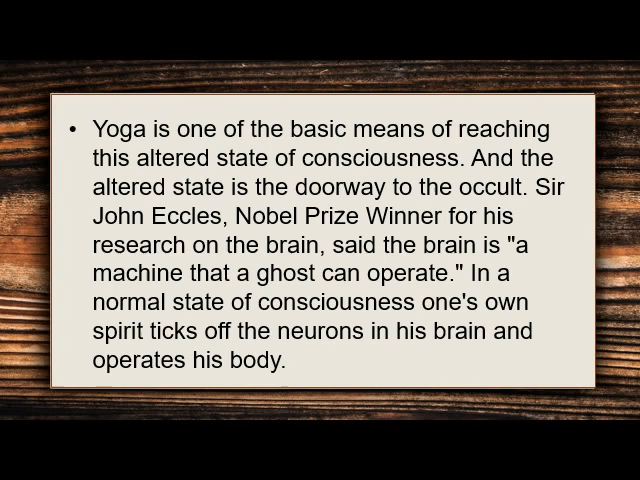 • Yoga is one of the basic means of reaching
this altered state of consciousness. And the
altered state is the doorway to the occult. Sir
John Eccles, Nobel Prize Winner for his
research on the brain, said the brain is "a
machine that a ghost can operate." In a
normal state of consciousness one's own
spirit ticks off the neurons in his brain and
operates his body.